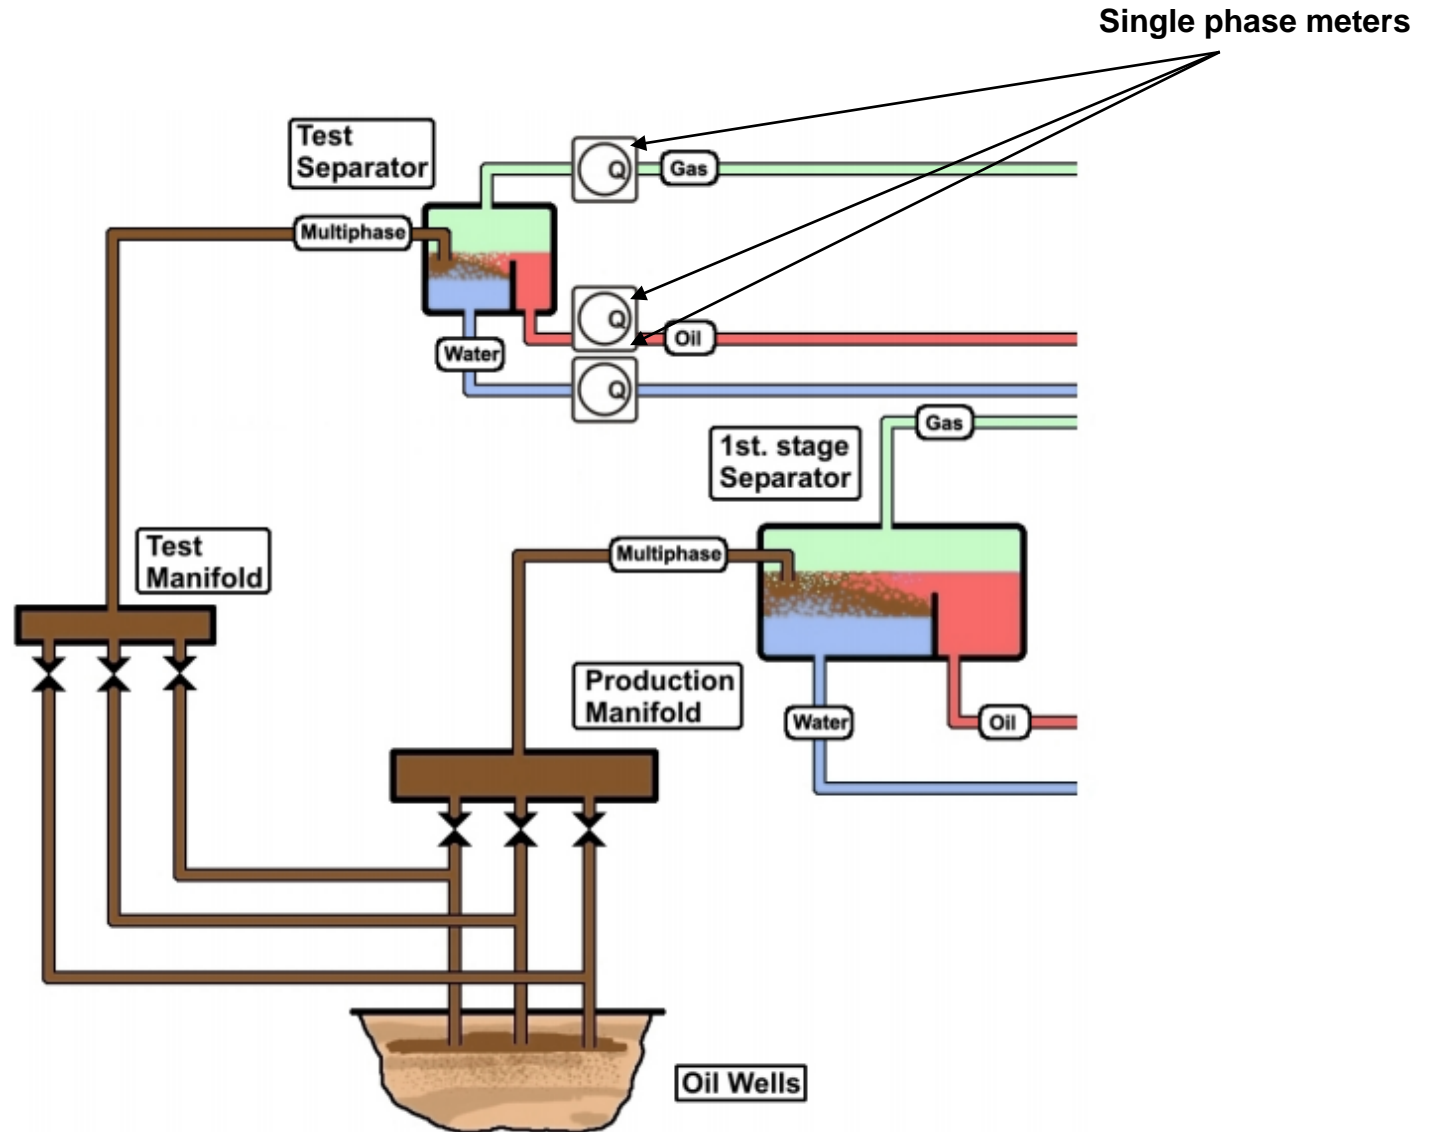 Single phase meters
Test
Separator
Q
Gas
Multiphase
Q
Oil
Water
Q
Gas
1st. stage
Separator
Test
Manifold
Multiphase
Production
Manifold
Water
Oil
Oil Wells